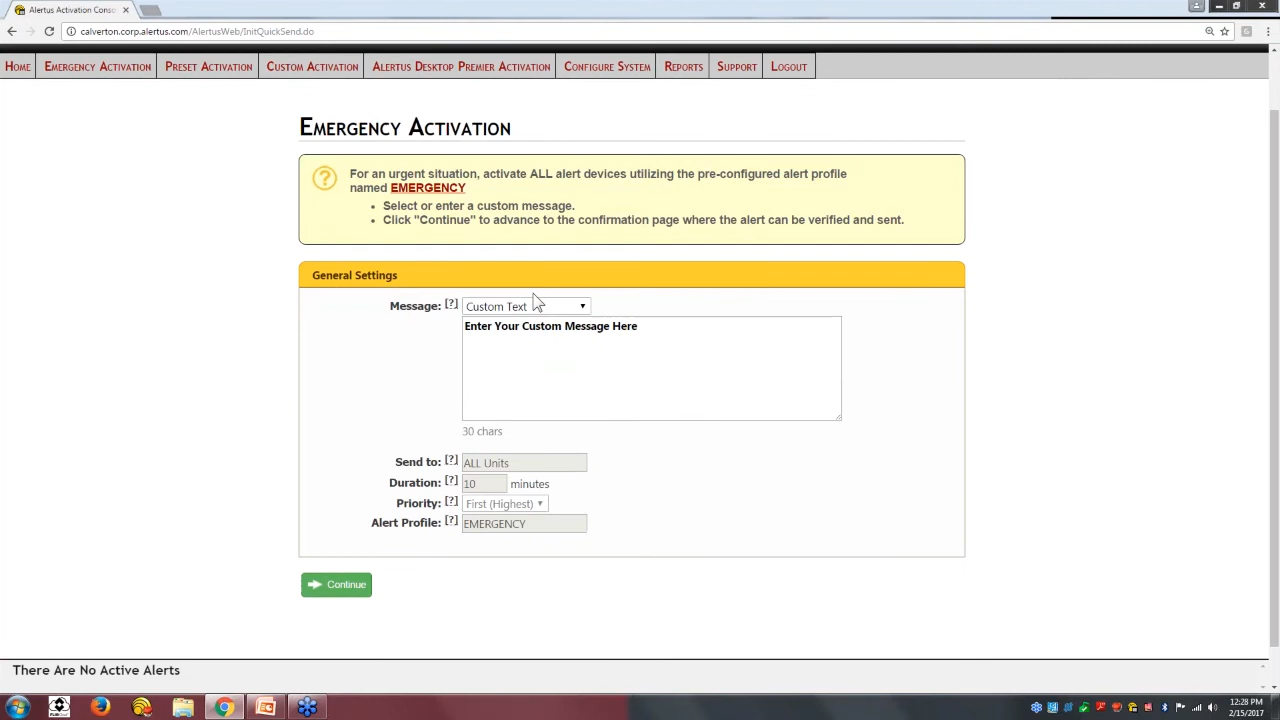 Alertus Activation Conso
calverton.corp.alertus.com/AlertusWeb/InitQuickSend.do
Home Emergency Activation Preset Activation Custom Activation Alertus Desktop Premier Activation Configure System Reports Support Logout
Emergency Activation
For an urgent situation, activate ALL alert devices utilizing the pre-configured alert profile
named EMERGENCY
• Select or enter a custom message.
• Click "Continue" to advance to the confirmation page where the alert can be verified and sent.
General Settings
Message: [?] Custom Text
Enter Your Custom Message Here
30 chars
Send to: [?] ALL Units
Duration: [?] 10 minutes
Priority: [?] First (Highest)
Alert Profile: [?] EMERGENCY
Continue
There Are No Active Alerts
12:28 PM
2/15/2017